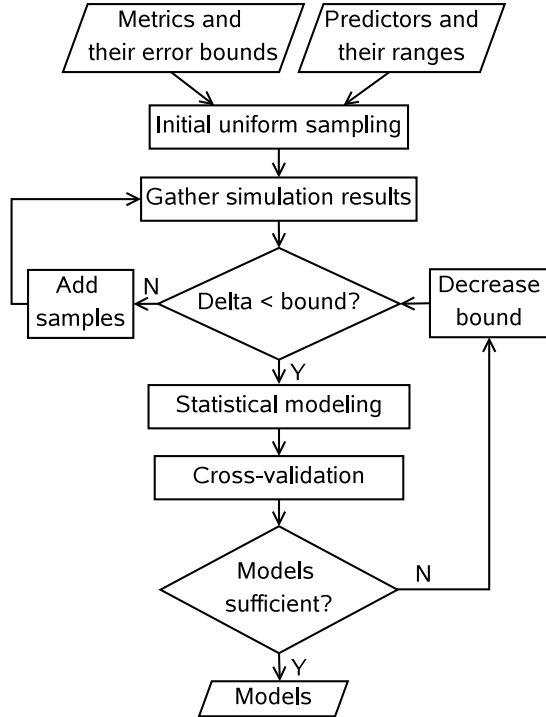 Metrics and
their error bounds
Predictors and
their ranges
Initial uniform sampling
Gather simulation results
Delta < bound?
N
Add
samples
Decrease
bound
Y
Statistical modeling
Cross-validation
Models
sufficient?
N
Y
Models